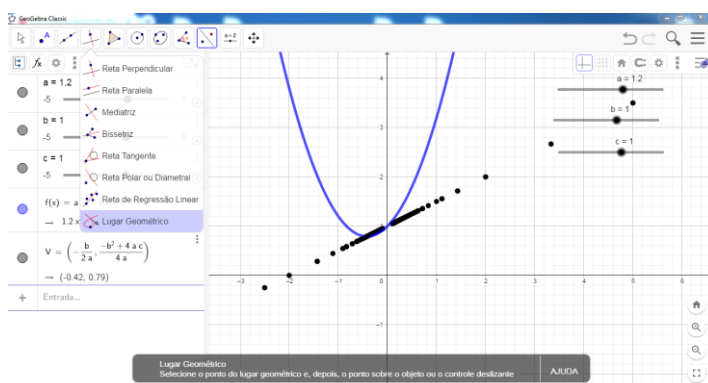 GeoGebra Classic
a=2
Reta Perpendicular
Reta Paralela
Mediatriz
Bissetriz
Reta Tangente
Reta Polar ou Diametral
Reta de Regressão Linear
Lugar Geométrico
a = 1.2
-5
b = 1
-5
c = 1
-5
f(x) = a
→ 1.2 x
V = (- b / 2 a, -b² + 4 a c / 4 a)
→ (-0.42, 0.79)
+ Entrada...
a = 1.2
b = 1
c = 1
4
3
2
-3 -2 -1 0 1 2 3 4 5 6
-1
Lugar Geométrico
Selecione o ponto do lugar geométrico e, depois, o ponto sobre o objeto ou o controle deslizante
AJUDA